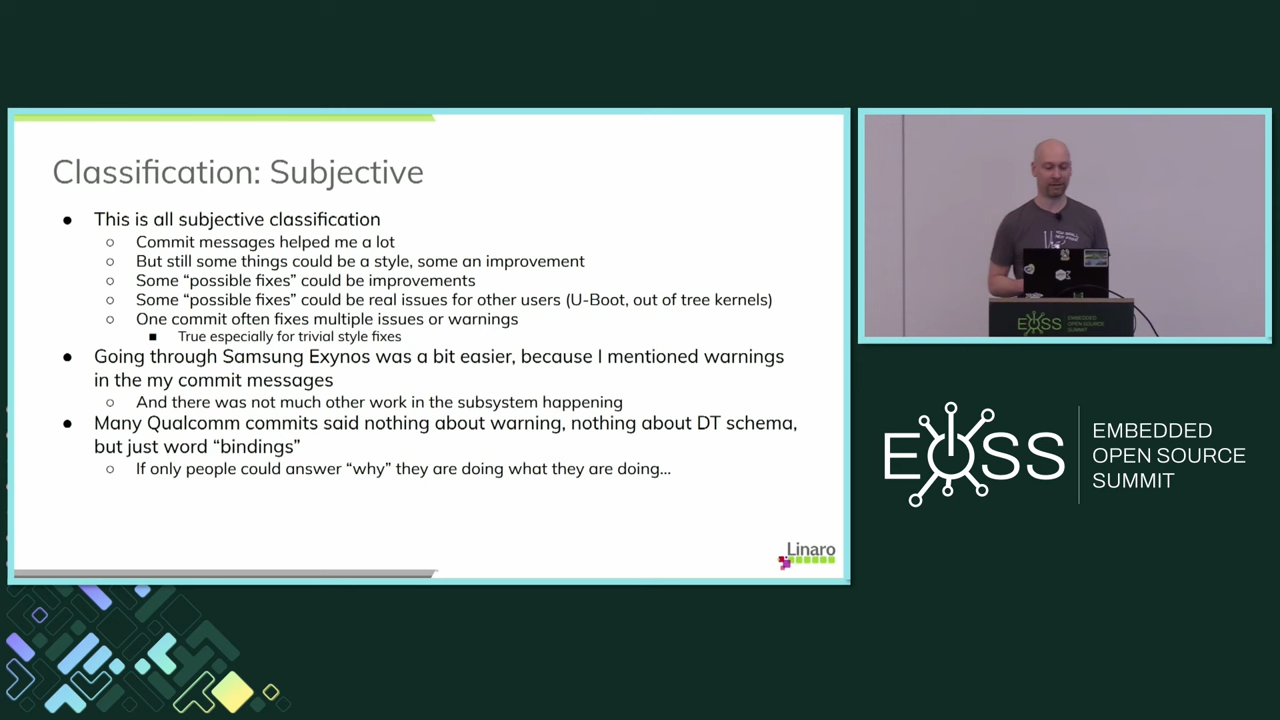 Classification: Subjective
● This is all subjective classification
○ Commit messages helped me a lot
○ But still some things could be a style, some an improvement
○ Some “possible fixes” could be improvements
○ Some “possible fixes” could be real issues for other users (U-Boot, out of tree kernels)
○ One commit often fixes multiple issues or warnings
■ True especially for trivial style fixes
● Going through Samsung Exynos was a bit easier, because I mentioned warnings
in the my commit messages
○ And there was not much other work in the subsystem happening
● Many Qualcomm commits said nothing about warning, nothing about DT schema,
but just word “bindings”
○ If only people could answer “why” they are doing what they are doing...
Linaro
EOSS
EMBEDDED
OPEN SOURCE
SUMMIT
EOSS
EMBEDDED
OPEN SOURCE
SUMMIT